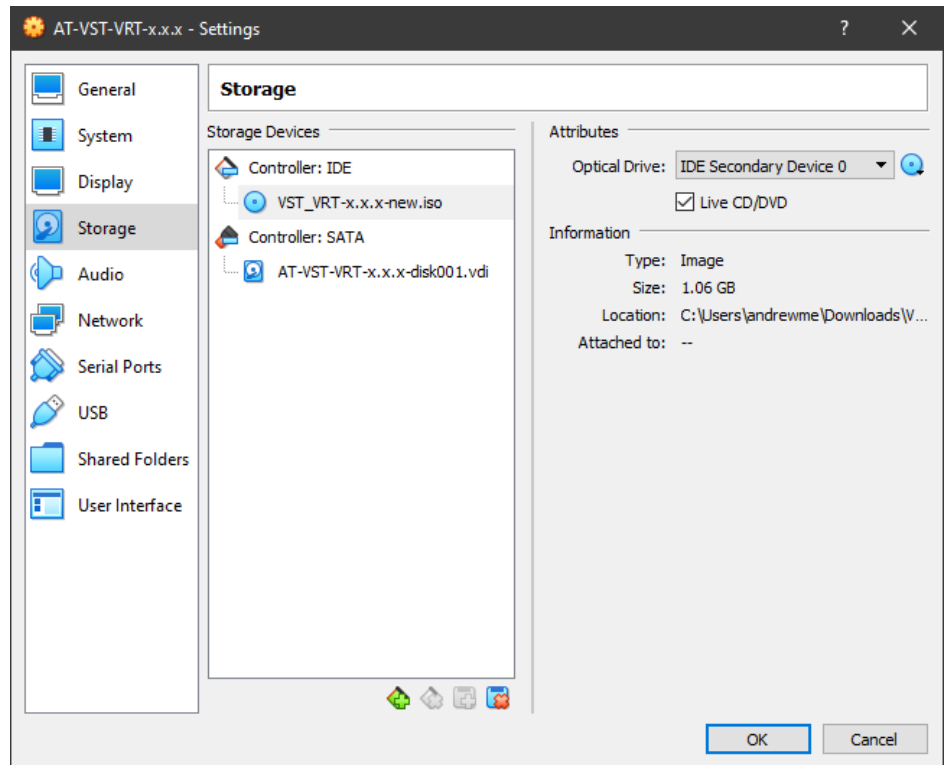 AT-VST-VRT-x.x.x - Settings
?
General
System
Display
Storage
Audio
Network
Serial Ports
USB
Shared Folders
User Interface
Storage
Storage Devices
Controller: IDE
VST_VRT-x.x.x-new.iso
Controller: SATA
AT-VST-VRT-x.x.x-disk001.vdi
Attributes
Optical Drive: IDE Secondary Device 0
Live CD/DVD
Information
Type: Image
Size: 1.06 GB
Location: C:\Users\andrewme\Downloads\V...
Attached to: --
OK
Cancel